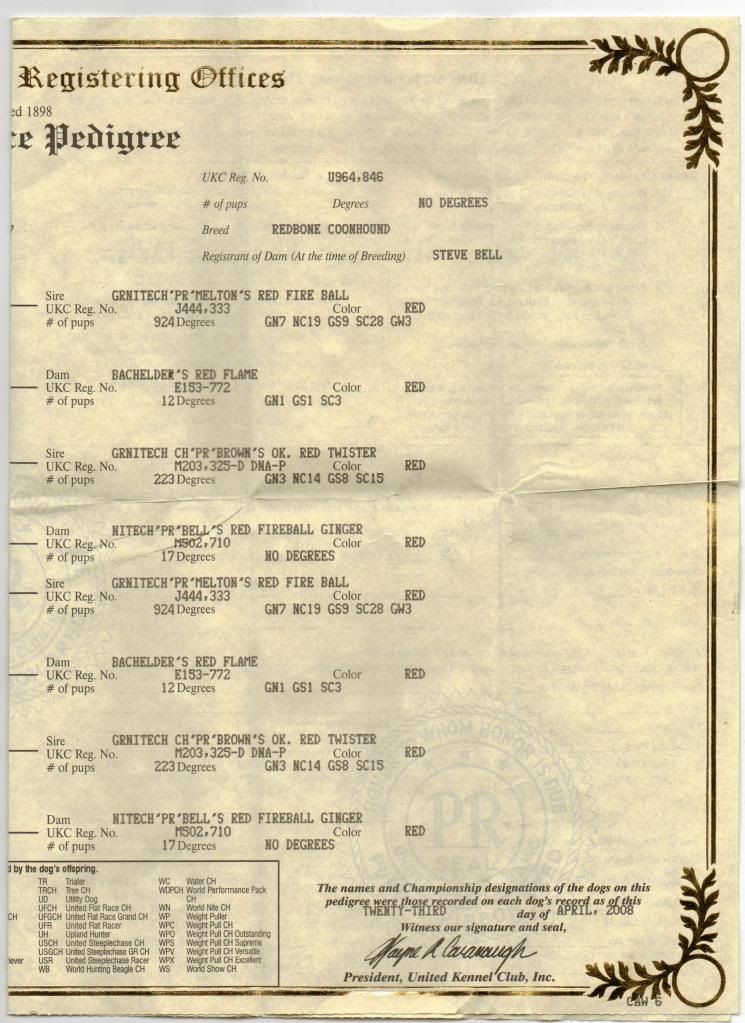 Registering Offices
ed 1898
ce Pedigree
UKC Reg. No. U964,846
# of pups Degrees NO DEGREES
Breed REDBONE COONHOUND
Registrant of Dam (At the time of Breeding) STEVE BELL
Sire GRNITECH'PR'MELTON'S RED FIRE BALL
UKC Reg. No. J444,333 Color RED
# of pups 924 Degrees GN7 NC19 GS9 SC28 GW3
Dam BACHELDER'S RED FLAME
UKC Reg. No. E153-772 Color RED
# of pups 12 Degrees GN1 GS1 SC3
Sire GRNITECH CH'PR'BROWN'S OK. RED TWISTER
UKC Reg. No. M203,325-D DNA-P Color RED
# of pups 223 Degrees GN3 NC14 GS8 SC15
Dam NITECH'PR'BELL'S RED FIREBALL GINGER
UKC Reg. No. M502,710 Color RED
# of pups 17 Degrees NO DEGREES
Sire GRNITECH'PR'MELTON'S RED FIRE BALL
UKC Reg. No. J444,333 Color RED
# of pups 924 Degrees GN7 NC19 GS9 SC28 GW3
Dam BACHELDER'S RED FLAME
UKC Reg. No. E153-772 Color RED
# of pups 12 Degrees GN1 GS1 SC3
Sire GRNITECH CH'PR'BROWN'S OK. RED TWISTER
UKC Reg. No. M203,325-D DNA-P Color RED
# of pups 223 Degrees GN3 NC14 GS8 SC15
Dam NITECH'PR'BELL'S RED FIREBALL GINGER
UKC Reg. No. M502,710 Color RED
# of pups 17 Degrees NO DEGREES
d by the dog's offspring.
TR Trialer WC Water CH
TRCH Tree CH WDPCH World Performance Pack
UD Utility Dog CH
UFCH United Flat Race CH WN World Nite CH
CH UFGCH United Flat Race Grand CH WP Weight Puller
UFR United Flat Racer WPC Weight Pull CH
UH Upland Hunter WPO Weight Pull CH Outstanding
USCH United Steeplechase CH WPS Weight Pull CH Supreme
USGCH United Steeplechase GR CH WPV Weight Pull CH Versatile
riever USR United Steeplechase Racer WPX Weight Pull CH Excellent
WB World Hunting Beagle CH WS World Show CH
The names and Championship designations of the dogs on this
pedigree were those recorded on each dog's record as of this
TWENTY-THIRD day of APRIL, 2008
Witness our signature and seal,
Wayne R Cavanaugh
President, United Kennel Club, Inc.
CAW 6
PR
SEAL